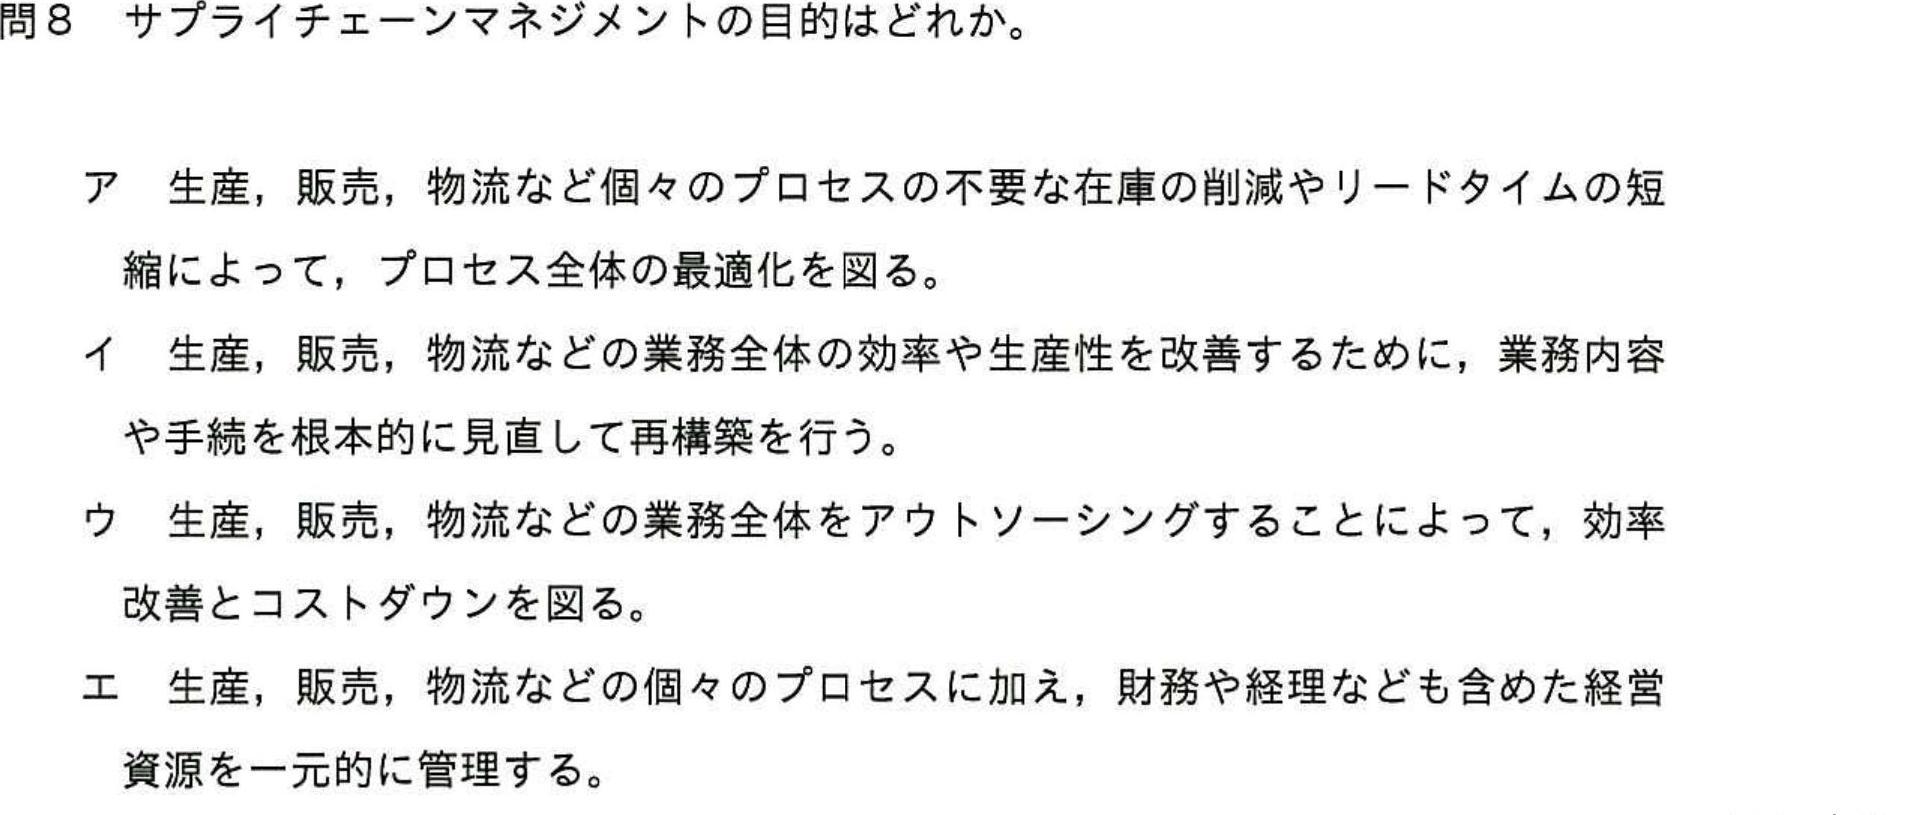 問8　サプライチェーンマネジメントの目的はどれか。
ア　生産，販売，物流など個々のプロセスの不要な在庫の削減やリードタイムの短
縮によって，プロセス全体の最適化を図る。
イ　生産，販売，物流などの業務全体の効率や生産性を改善するために，業務内容
や手続を根本的に見直して再構築を行う。
ウ　生産，販売，物流などの業務全体をアウトソーシングすることによって，効率
改善とコストダウンを図る。
エ　生産，販売，物流などの個々のプロセスに加え，財務や経理なども含めた経営
資源を一元的に管理する。